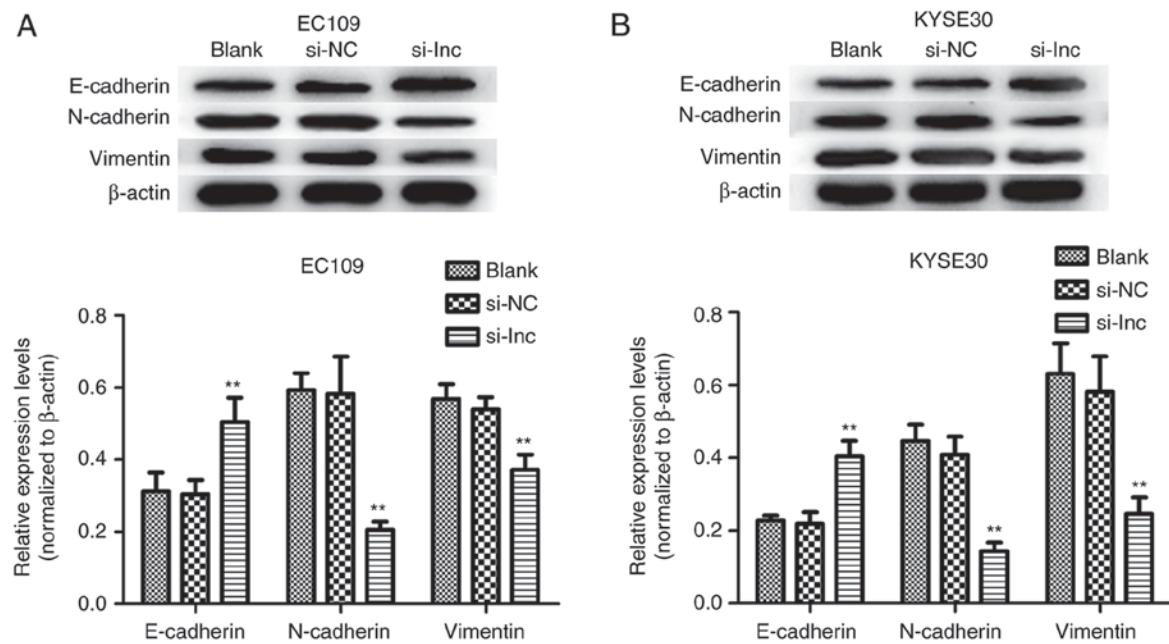 A
EC109
Blank si-NC si-lnc
E-cadherin
N-cadherin
Vimentin
β-actin
EC109
Blank
si-NC
si-lnc
Relative expression levels
(normalized to β-actin)
0.8
0.6
0.4
0.2
0.0
**
**
**
E-cadherin N-cadherin Vimentin
B
KYSE30
Blank si-NC si-lnc
E-cadherin
N-cadherin
Vimentin
β-actin
KYSE30
Blank
si-NC
si-lnc
Relative expression levels
(normalized to β-actin)
0.8
0.6
0.4
0.2
0.0
**
**
**
E-cadherin N-cadherin Vimentin